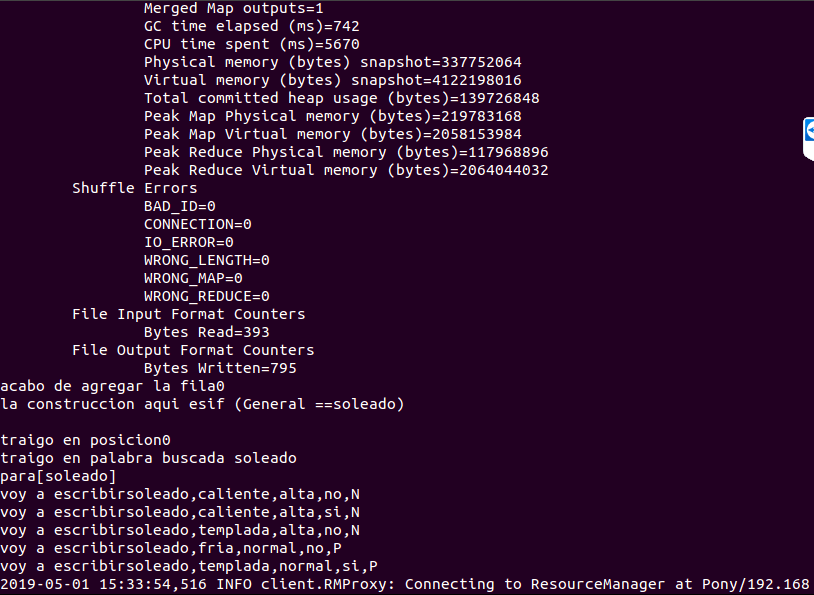 Merged Map outputs=1
GC time elapsed (ms)=742
CPU time spent (ms)=5670
Physical memory (bytes) snapshot=337752064
Virtual memory (bytes) snapshot=4122198016
Total committed heap usage (bytes)=139726848
Peak Map Physical memory (bytes)=219783168
Peak Map Virtual memory (bytes)=2058153984
Peak Reduce Physical memory (bytes)=117968896
Peak Reduce Virtual memory (bytes)=2064044032
Shuffle Errors
BAD_ID=0
CONNECTION=0
IO_ERROR=0
WRONG_LENGTH=0
WRONG_MAP=0
WRONG_REDUCE=0
File Input Format Counters
Bytes Read=393
File Output Format Counters
Bytes Written=795
acabo de agregar la fila0
la construccion aqui esif (General ==soleado)
traigo en posicion0
traigo en palabra buscada soleado
para[soleado]
voy a escribirsoleado,caliente,alta,no,N
voy a escribirsoleado,caliente,alta,si,N
voy a escribirsoleado,templada,alta,no,N
voy a escribirsoleado,fria,normal,no,P
voy a escribirsoleado,templada,normal,si,P
2019-05-01 15:33:54,516 INFO client.RMProxy: Connecting to ResourceManager at Pony/192.168